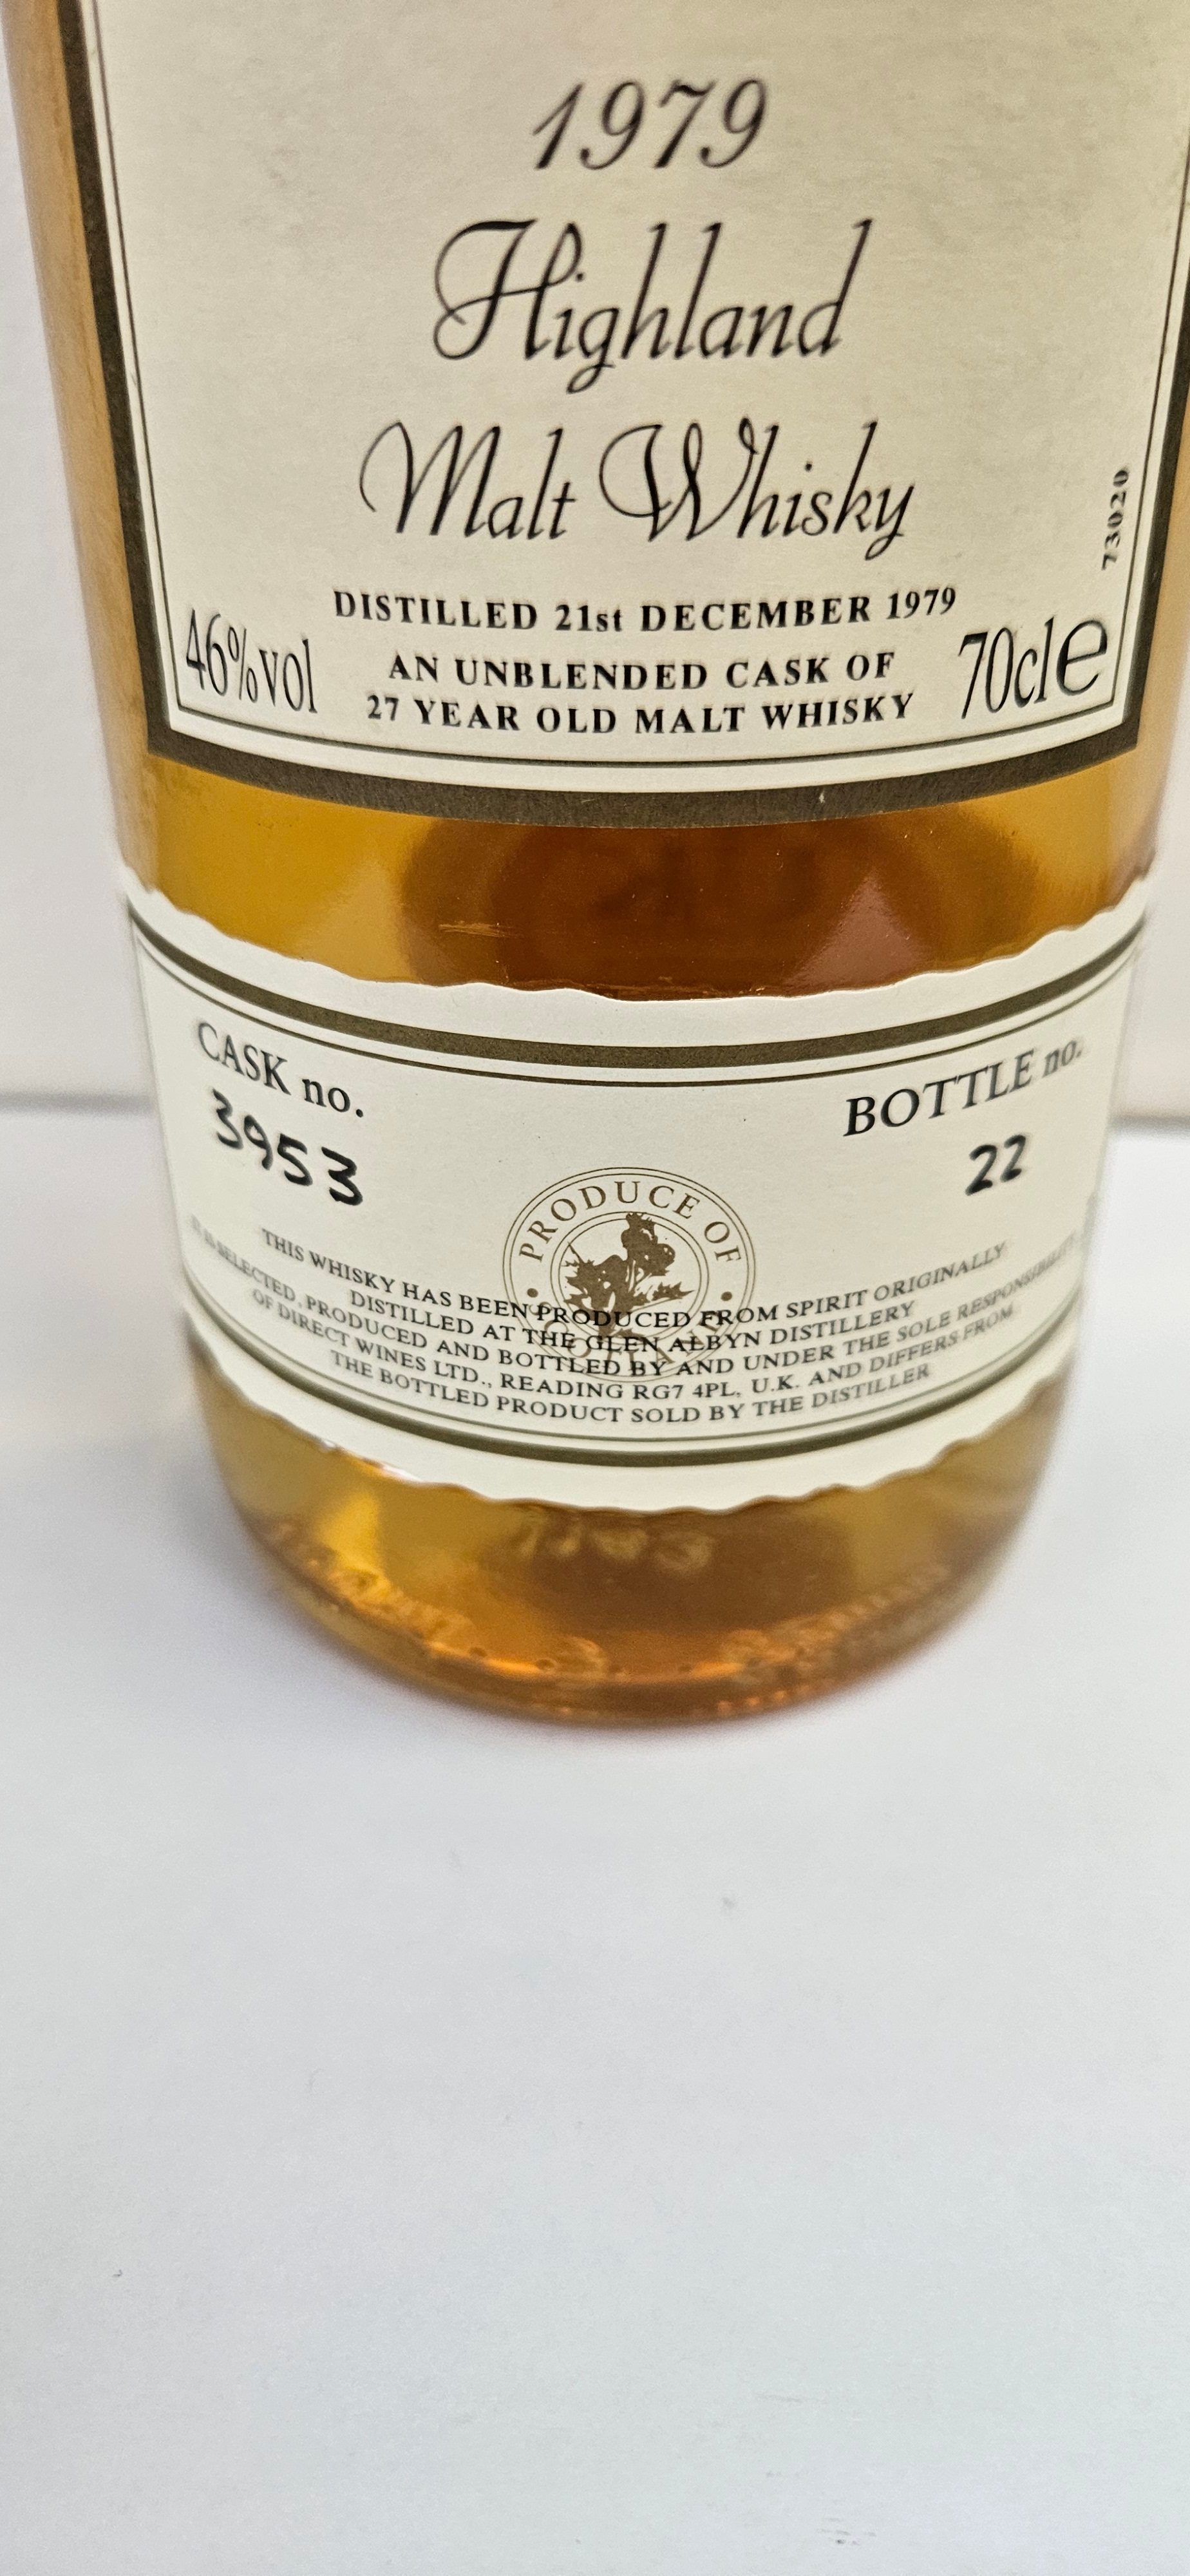 1979
Highland
Malt Whisky
73020
DISTILLED 21st DECEMBER 1979
46%vol
AN UNBLENDED CASK OF
27 YEAR OLD MALT WHISKY
70cl e
CASK no.
3953
BOTTLE no.
22
PRODUCE OF
THIS WHISKY HAS BEEN PRODUCED FROM SPIRIT ORIGINALLY
DISTILLED AT THE GLEN ALBYN DISTILLERY
IT IS SELECTED, PRODUCED AND BOTTLED BY AND UNDER THE SOLE RESPONSIBILITY
OF DIRECT WINES LTD., READING RG7 4PL, U.K. AND DIFFERS FROM
THE BOTTLED PRODUCT SOLD BY THE DISTILLER